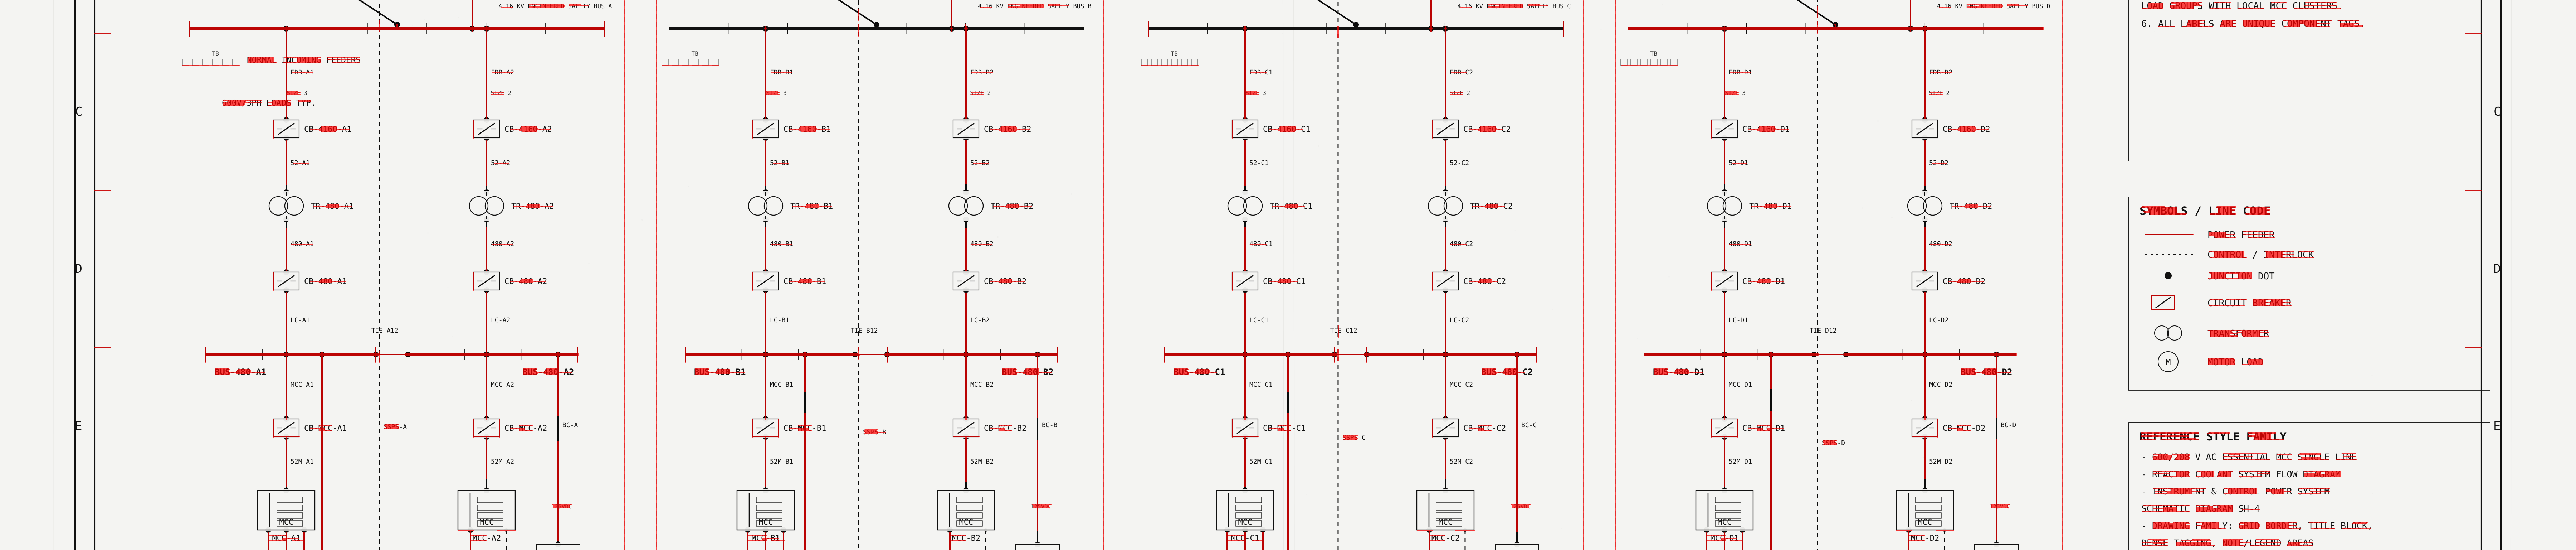 4.16 KV ENGINEERED SAFETY BUS A
4.16 KV ENGINEERED SAFETY BUS B
4.16 KV ENGINEERED SAFETY BUS C
4.16 KV ENGINEERED SAFETY BUS D
LOAD GROUPS WITH LOCAL MCC CLUSTERS.
6. ALL LABELS ARE UNIQUE COMPONENT TAGS.
TB
TB
TB
TB
NORMAL INCOMING FEEDERS
FDR-A1
FDR-A2
FDR-B1
FDR-B2
FDR-C1
FDR-C2
FDR-D1
FDR-D2
3
SIZE 2
3
SIZE 2
3
SIZE 2
3
SIZE 2
600V/3PH LOADS TYP.
C
CB-4160-A1
CB-4160-A2
CB-4160-B1
CB-4160-B2
CB-4160-C1
CB-4160-C2
CB-4160-D1
CB-4160-D2
C
52-A1
52-A2
52-B1
52-B2
52-C1
52-C2
52-D1
52-D2
TR-480-A1
TR-480-A2
TR-480-B1
TR-480-B2
TR-480-C1
TR-480-C2
TR-480-D1
TR-480-D2
SYMBOLS / LINE CODE
POWER FEEDER
480-A1
480-A2
480-B1
480-B2
480-C1
480-C2
480-D1
480-D2
CONTROL / INTERLOCK
D
D
JUNCTION DOT
CB-480-A1
CB-480-A2
CB-480-B1
CB-480-B2
CB-480-C1
CB-480-C2
CB-480-D1
CB-480-D2
CIRCUIT BREAKER
LC-A1
LC-A2
LC-B1
LC-B2
LC-C1
LC-C2
LC-D1
LC-D2
TIE-A12
TIE-B12
TIE-C12
TIE-D12
TRANSFORMER
M
MOTOR LOAD
BUS-480-A1
BUS-480-A2
BUS-480-B1
BUS-480-B2
BUS-480-C1
BUS-480-C2
BUS-480-D1
BUS-480-D2
MCC-A1
MCC-A2
MCC-B1
MCC-B2
MCC-C1
MCC-C2
MCC-D1
MCC-D2
E
CB-MCC-A1
CB-MCC-A2
BC-A
CB-MCC-B1
CB-MCC-B2
BC-B
CB-MCC-C1
CB-MCC-C2
BC-C
CB-MCC-D1
CB-MCC-D2
BC-D
E
REFERENCE STYLE FAMILY
- 600/208 V AC ESSENTIAL MCC SINGLE LINE
52M-A1
52M-A2
52M-B1
52M-B2
52M-C1
52M-C2
52M-D1
52M-D2
- REACTOR COOLANT SYSTEM FLOW DIAGRAM
- INSTRUMENT & CONTROL POWER SYSTEM
SCHEMATIC DIAGRAM SH-4
MCC
MCC
MCC
MCC
MCC
MCC
MCC
MCC
- DRAWING FAMILY: GRID BORDER, TITLE BLOCK,
MCC-A1
MCC-A2
MCC-B1
MCC-B2
MCC-C1
MCC-C2
MCC-D1
MCC-D2
DENSE TAGGING, NOTE/LEGEND AREAS